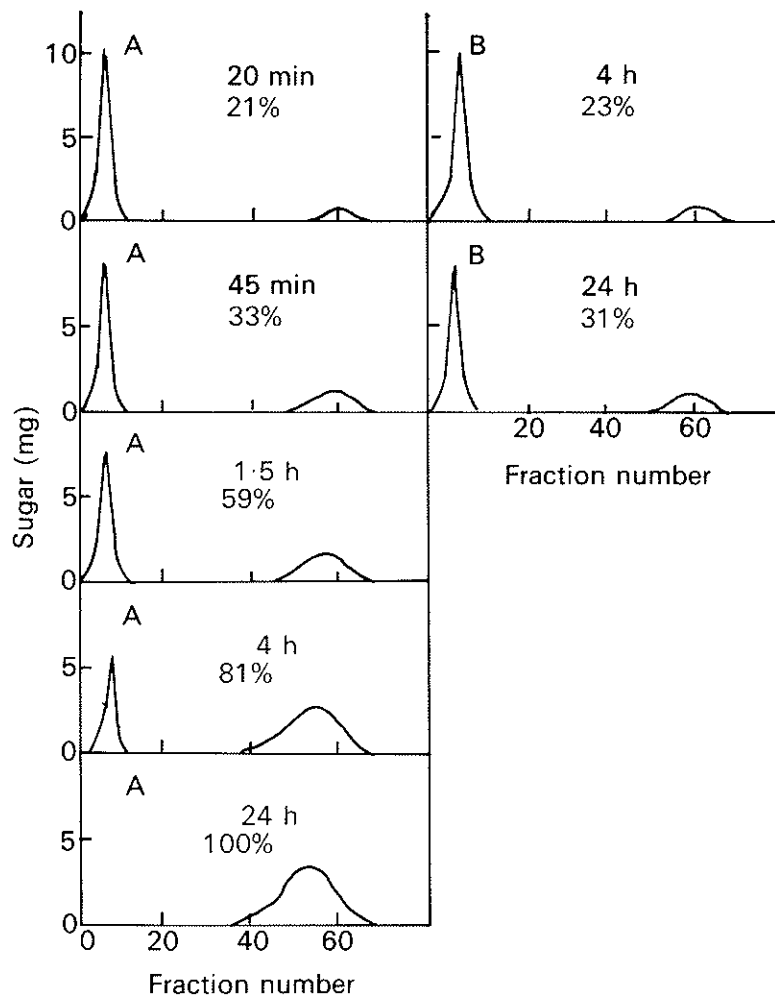 A
20 min
21%
10
5
0
B
4 h
23%
A
45 min
33%
5
0
B
24 h
31%
20 40 60
Fraction number
A
1·5 h
59%
5
0
A
4 h
81%
5
0
A
24 h
100%
5
0
0 20 40 60
Fraction number
Sugar (mg)